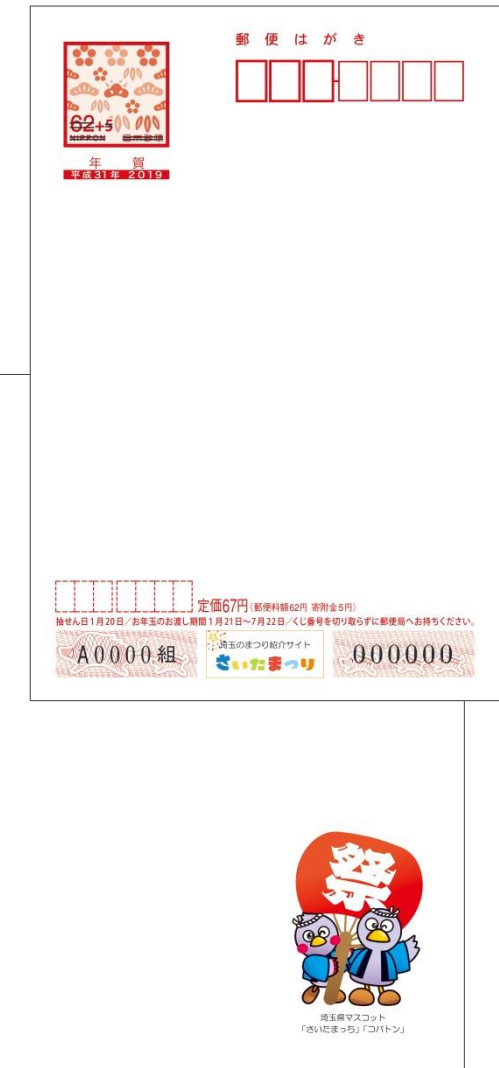 郵便はがき
62+5
NIPPON 日本郵便
年 賀
平成31年 2019
定価67円(郵便料額62円 寄附金5円)
抽せん日1月20日/お年玉のお渡し期間1月21日~7月22日/くじ番号を切り取らずに郵便局へお持ちください。
A0000組
埼玉のまつり紹介サイト
さいたまつり
000000
祭
埼玉県マスコット
「さいたまっち」「コバトン」